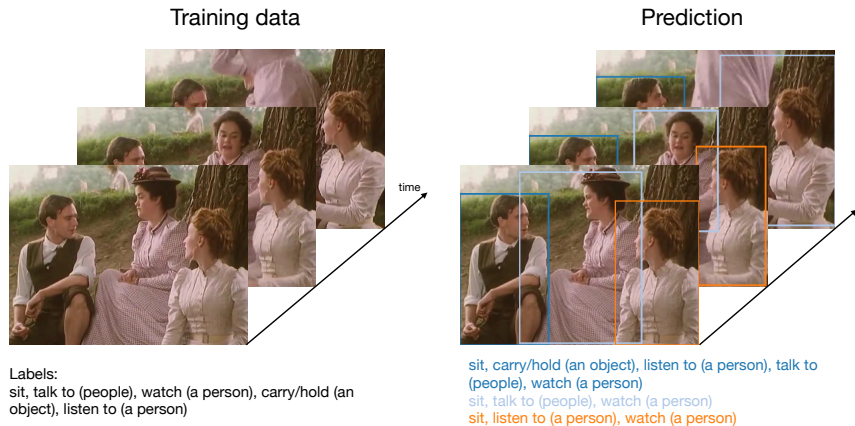 Training data
Prediction
time
Labels:
sit, talk to (people), watch (a person), carry/hold (an
object), listen to (a person)
sit, carry/hold (an object), listen to (a person), talk to
(people), watch (a person)
sit, talk to (people), watch (a person)
sit, listen to (a person), watch (a person)